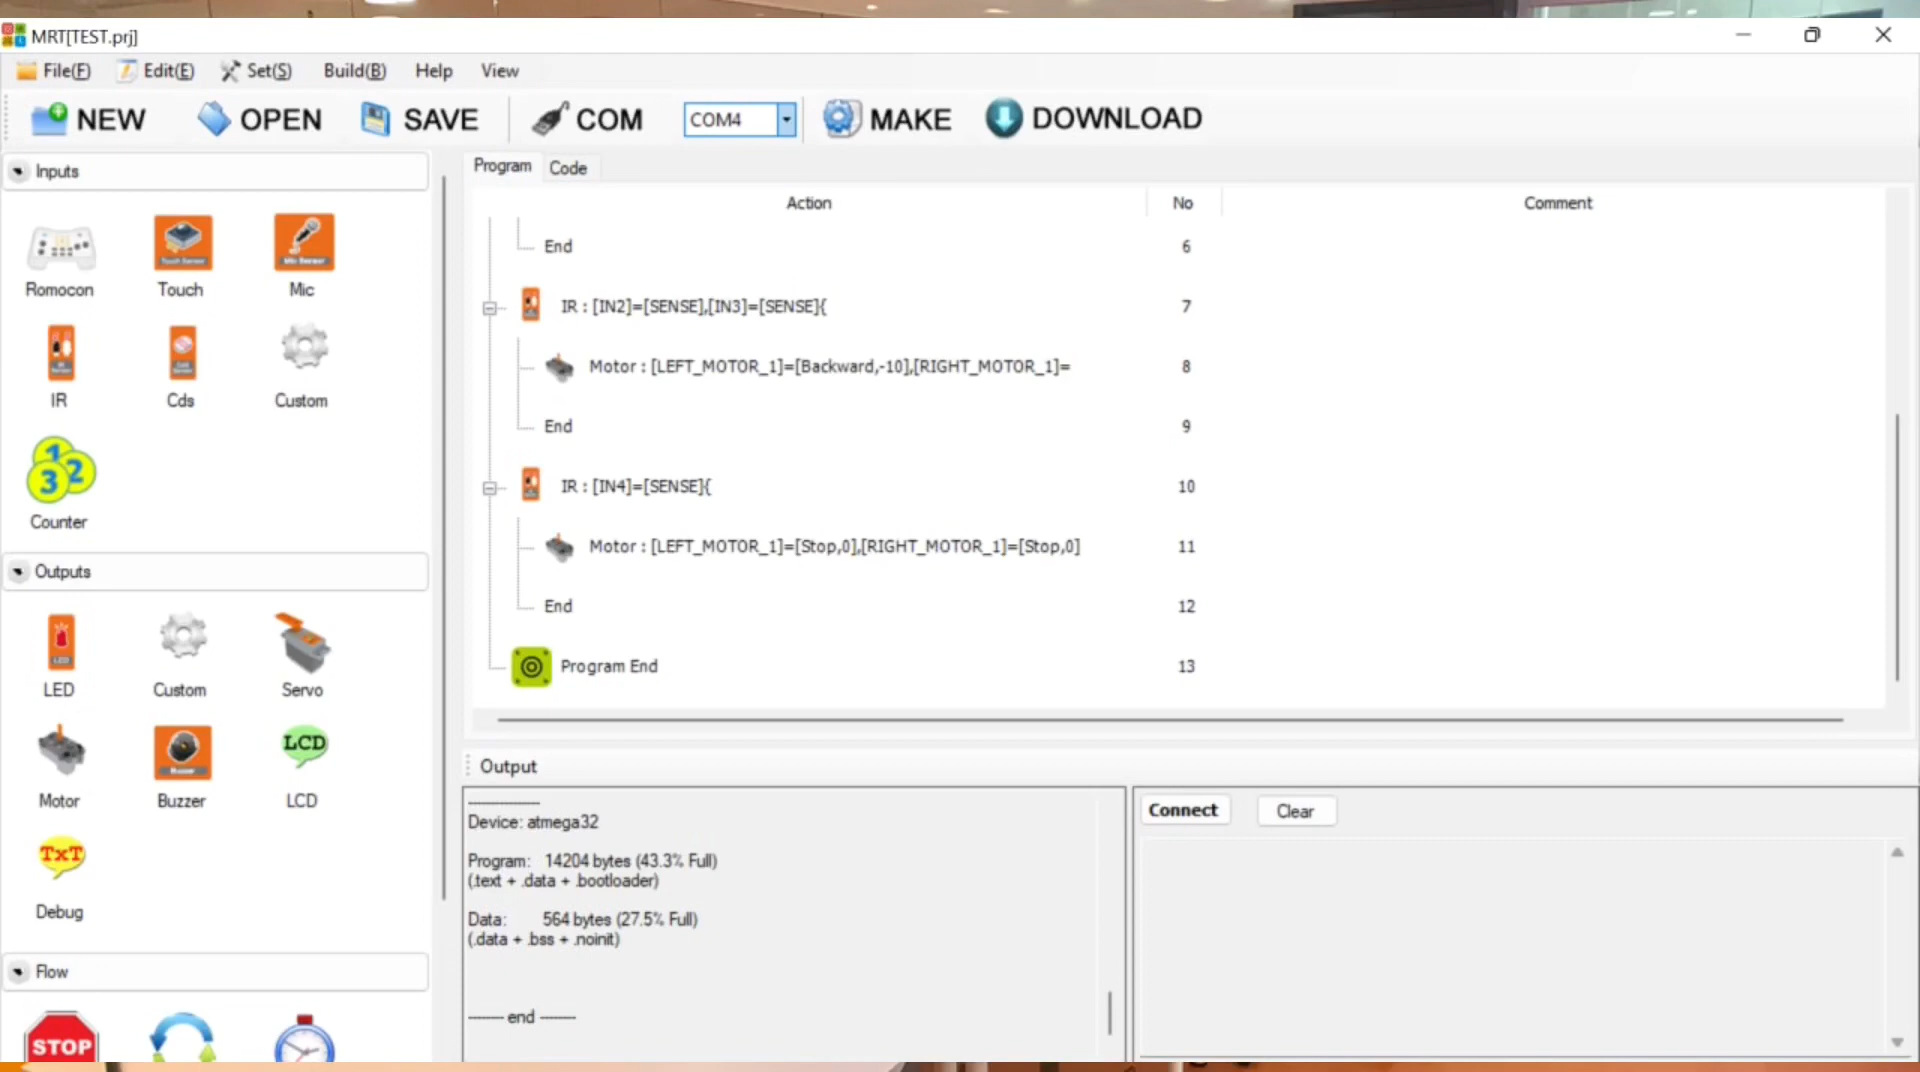 MRT[TEST.prj]
File(F) Edit(E) Set(S) Build(B) Help View
NEW OPEN SAVE COM COM4 MAKE DOWNLOAD
Inputs
Romocon Touch Mic
IR Cds Custom
Counter
Outputs
LED Custom Servo
Motor Buzzer LCD
Debug
Flow
STOP
Program Code
Action No Comment
End 6
IR : [IN2]=[SENSE],[IN3]=[SENSE]{ 7
Motor : [LEFT_MOTOR_1]=[Backward,-10],[RIGHT_MOTOR_1]= 8
End 9
IR : [IN4]=[SENSE]{ 10
Motor : [LEFT_MOTOR_1]=[Stop,0],[RIGHT_MOTOR_1]=[Stop,0] 11
End 12
Program End 13
Output
----------------
Device: atmega32
Program: 14204 bytes (43.3% Full)
(.text + .data + .bootloader)
Data: 564 bytes (27.5% Full)
(.data + .bss + .noinit)
-------- end --------
Connect Clear